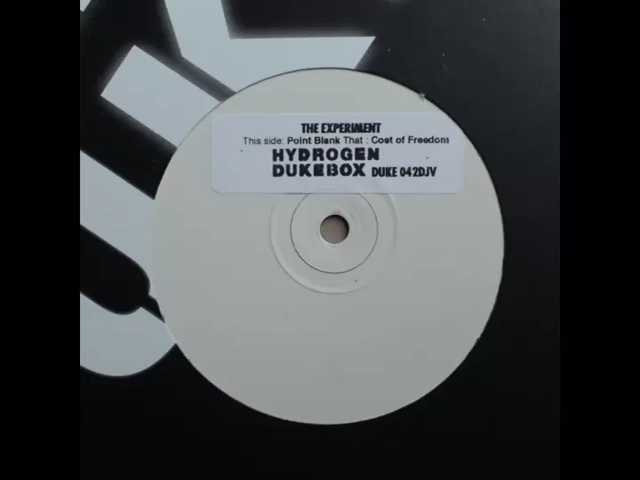 THE EXPERIMENT
This side: Point Blank That : Cost of Freedom
HYDROGEN
DUKEBOX DUKE 042DJV